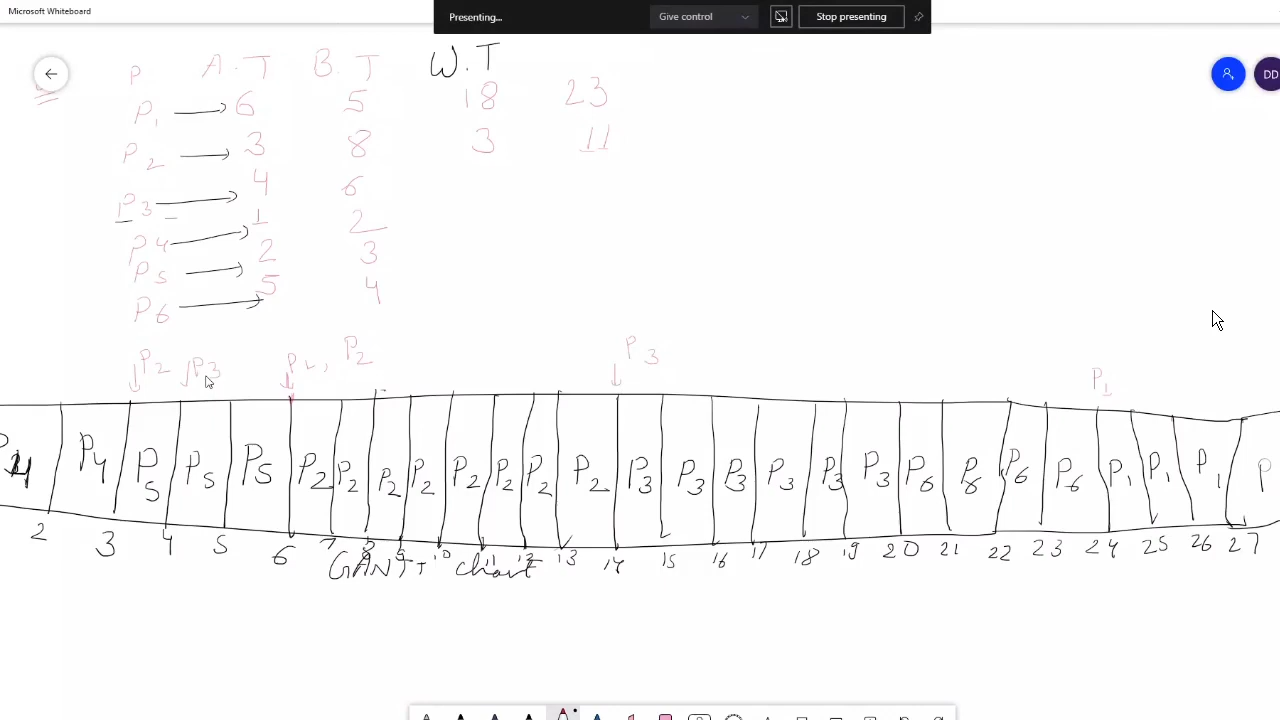 Microsoft Whiteboard
Presenting...
Give control
Stop presenting
DD
P A.T B.T W.T
P1 → 6 5 18 23
P2 → 3 8 3 11
P3 → 4 6
P4 → 1 2
P5 → 2 3
P6 → 5 4
P2 P3 P2, P2 P3 P1
P4 P4 P5 P5 P5 P2 P2 P2 P2 P2 P2 P2 P2 P3 P3 P3 P3 P3 P3 P6 P6 P6 P6 P1 P1 P1 P
2 3 4 5 6 7 8 9 10 11 12 13 14 15 16 17 18 19 20 21 22 23 24 25 26 27
GANTT chart